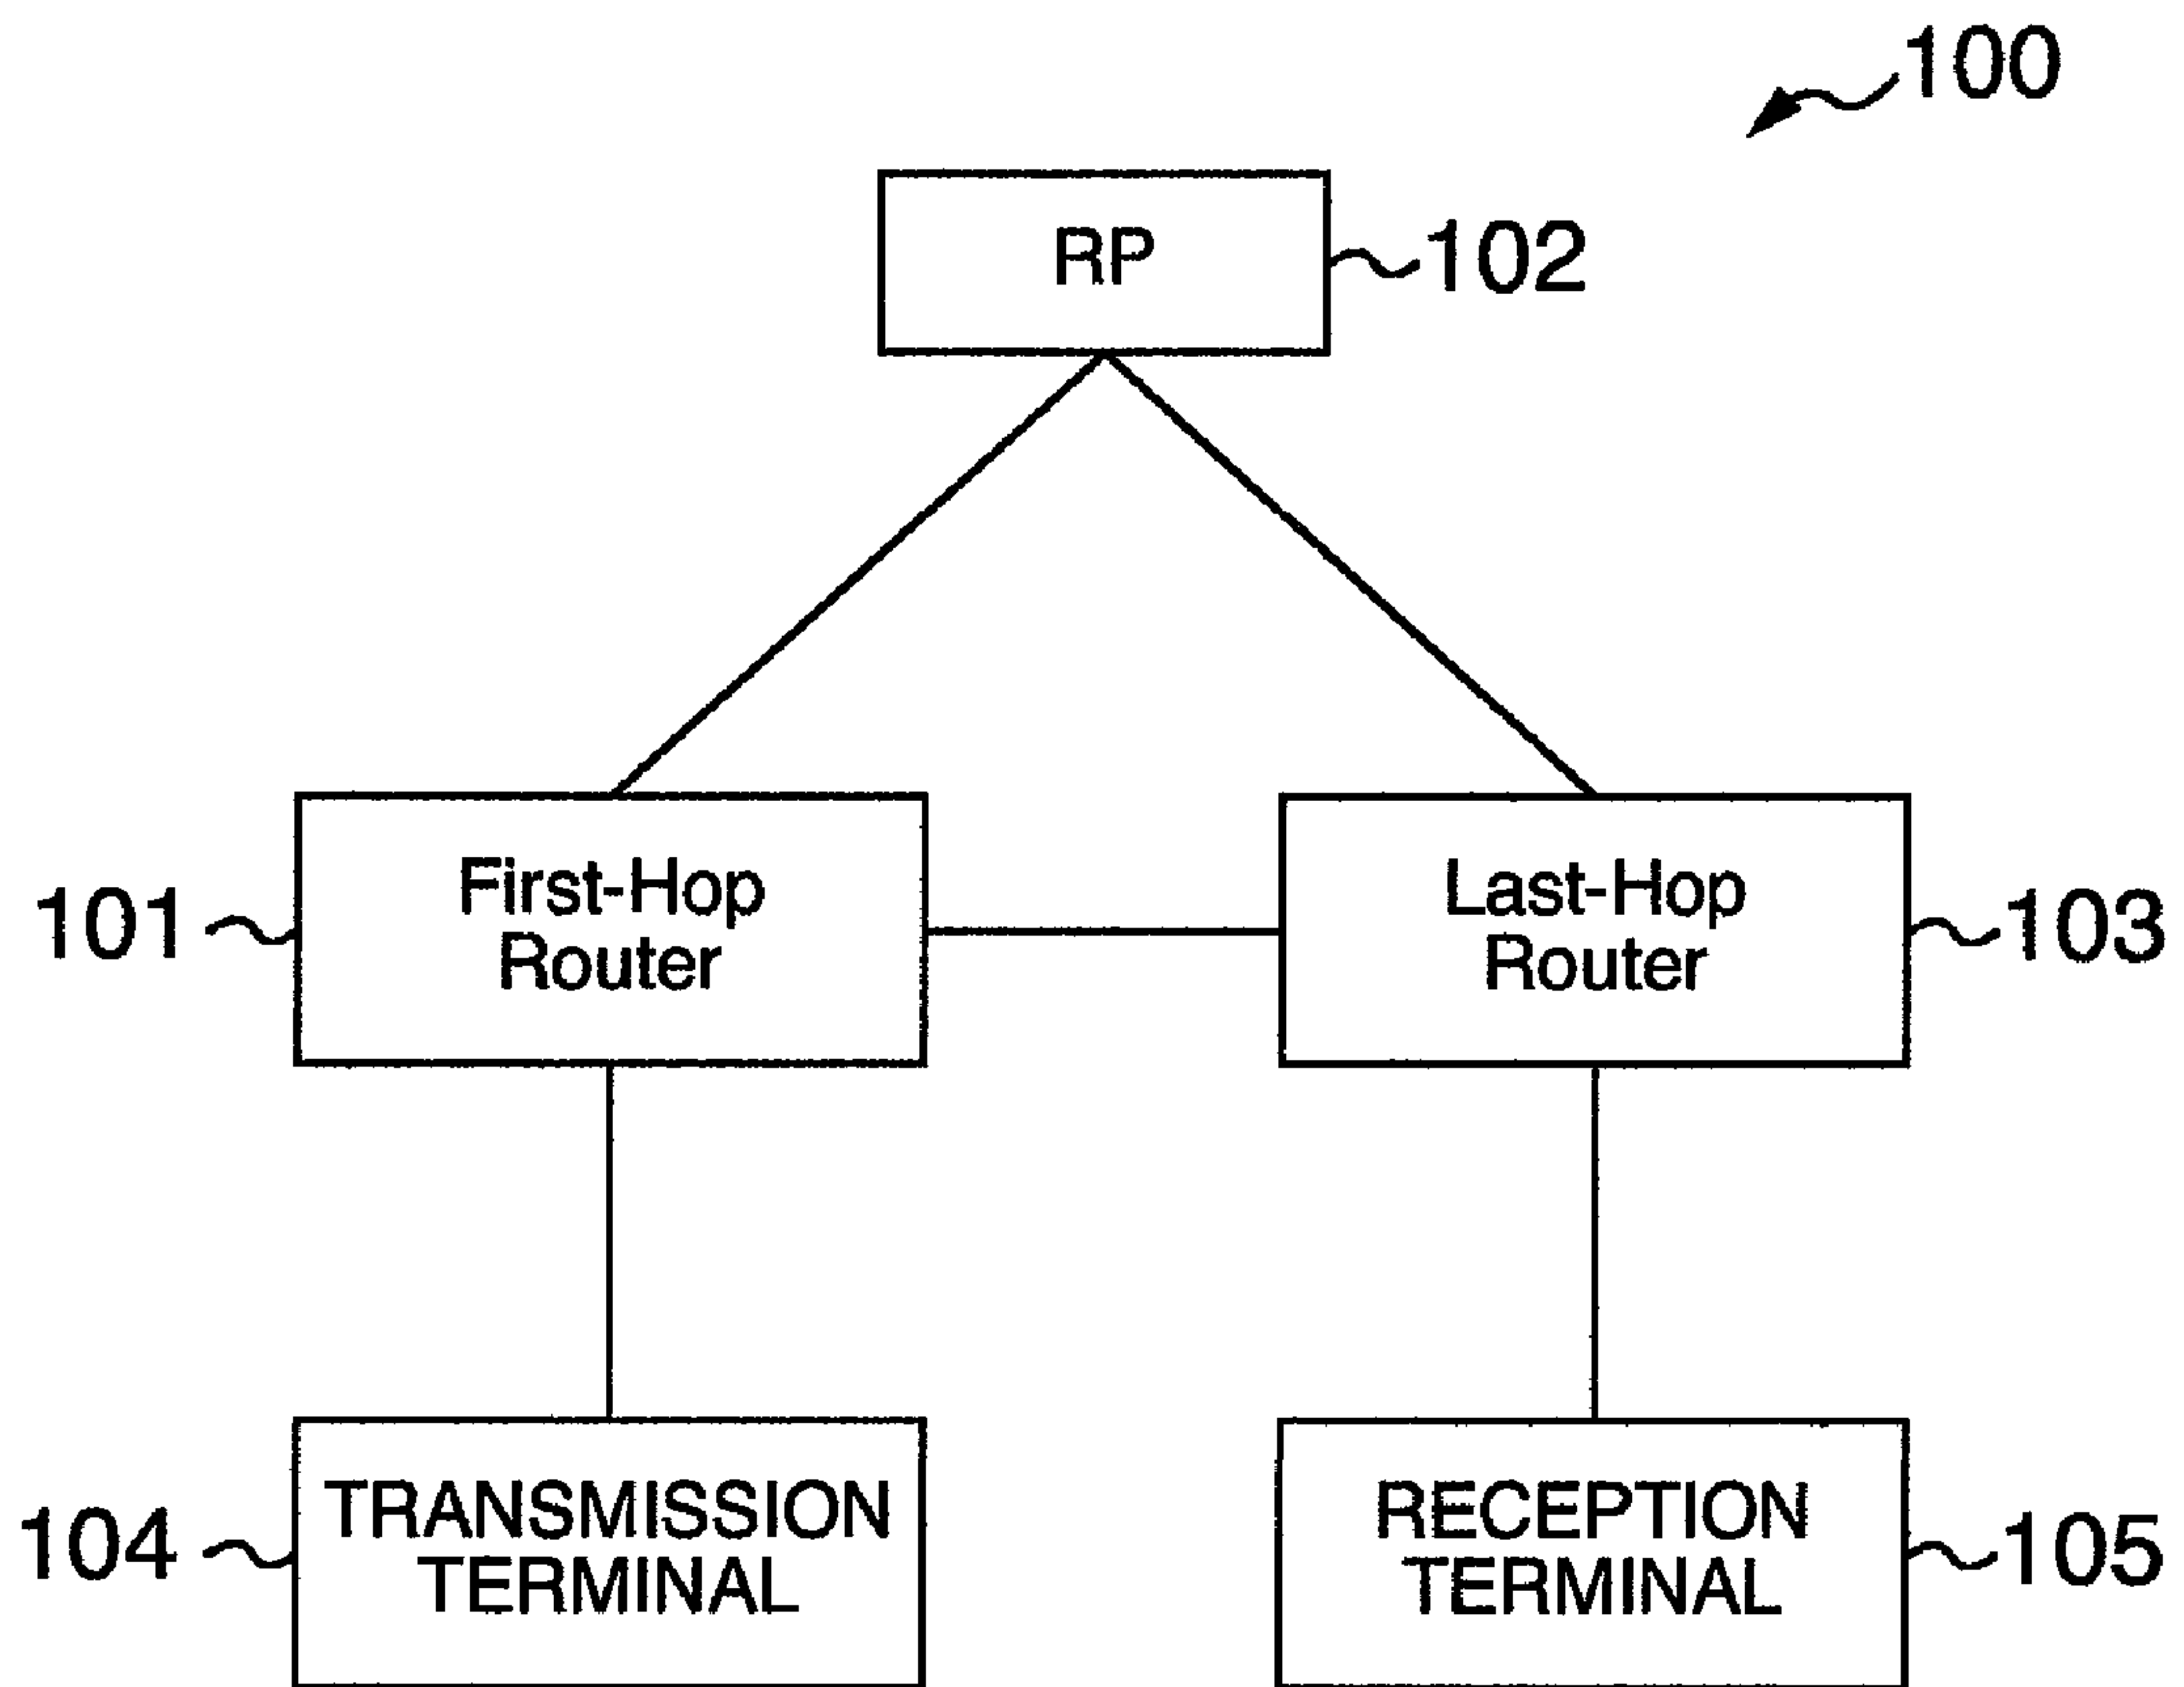 100
RP
102
First-Hop
Router
101
Last-Hop
Router
103
TRANSMISSION
TERMINAL
104
RECEPTION
TERMINAL
105